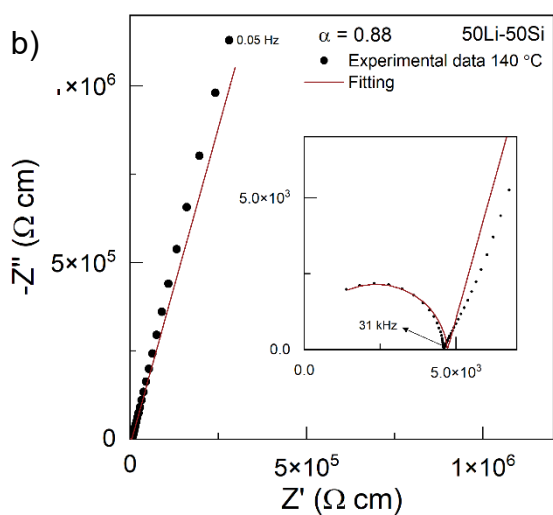 b)
α = 0.88 50Li-50Si
Experimental data 140 °C
Fitting
0.05 Hz
-×10⁶
5×10⁵
0
-Z" (Ω cm)
5.0×10³
0.0
31 kHz
0.0 5.0×10³
0 5×10⁵ 1×10⁶
Z' (Ω cm)